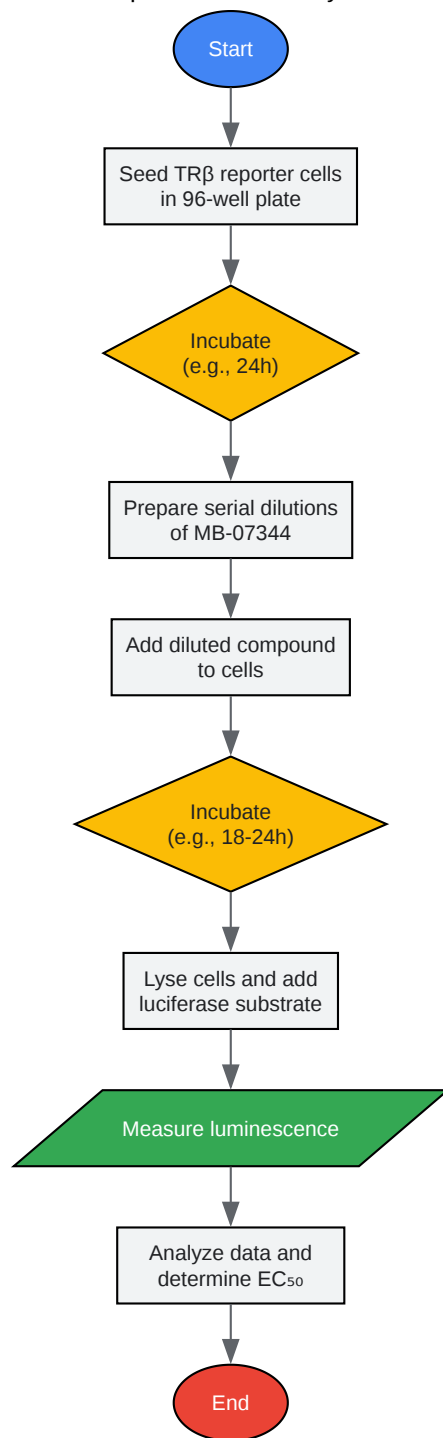 Start
Seed TRβ reporter cells
in 96-well plate
Incubate
(e.g., 24h)
Prepare serial dilutions
of MB-07344
Add diluted compound
to cells
Incubate
(e.g., 18-24h)
Lyse cells and add
luciferase substrate
Measure luminescence
Analyze data and
determine EC₅₀
End